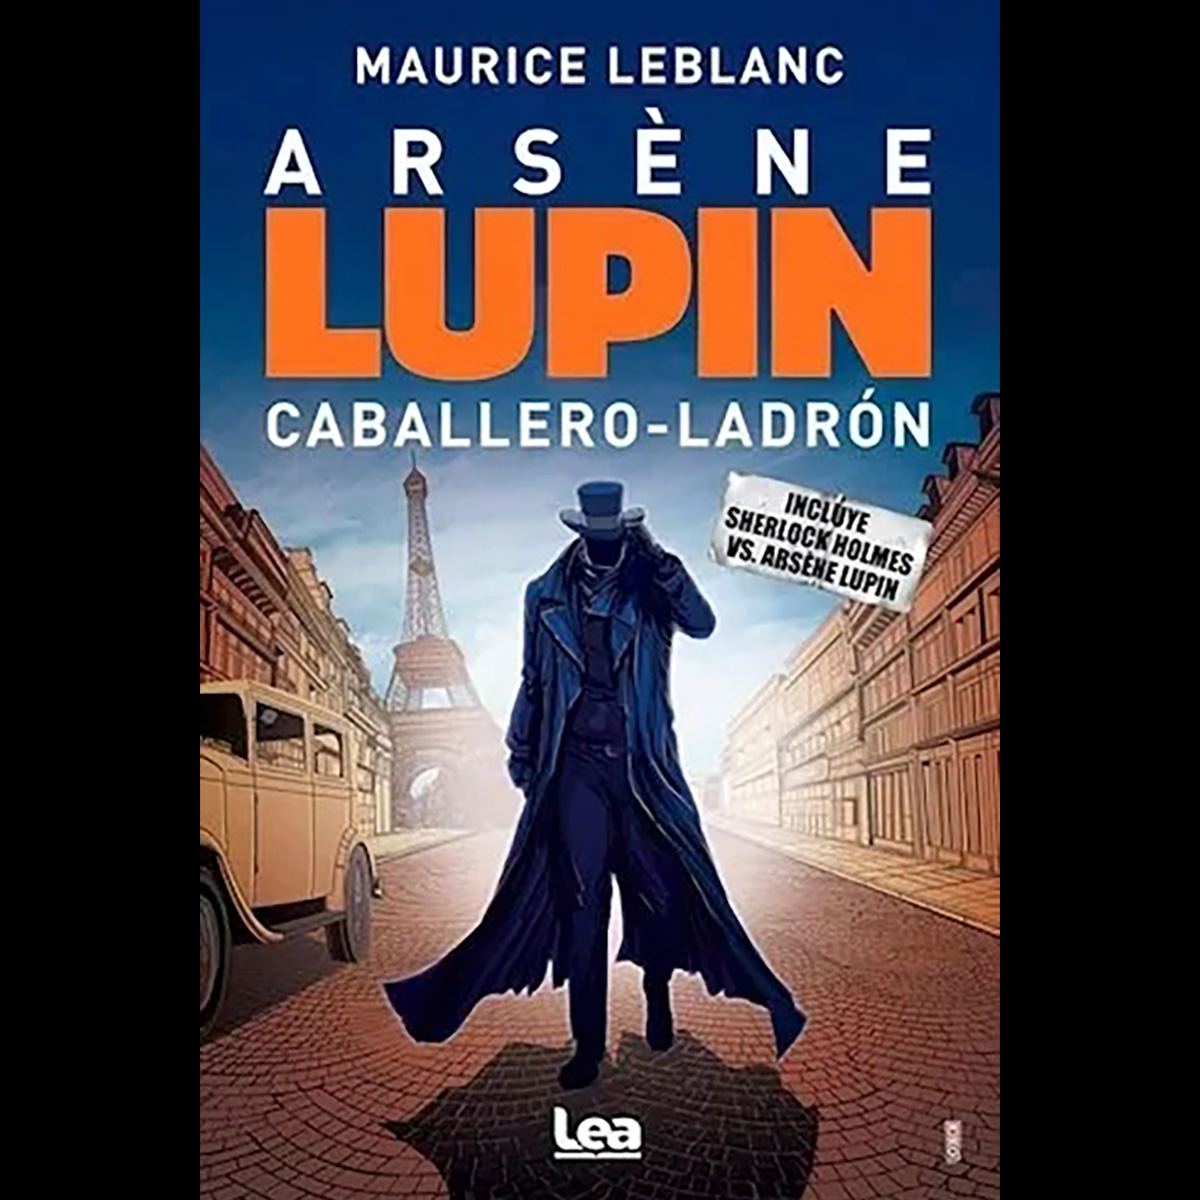 MAURICE LEBLANC
ARSÈNE
LUPIN
CABALLERO-LADRÓN
INCLÚYE
SHERLOCK HOLMES
VS. ARSÈNE LUPIN
Lea